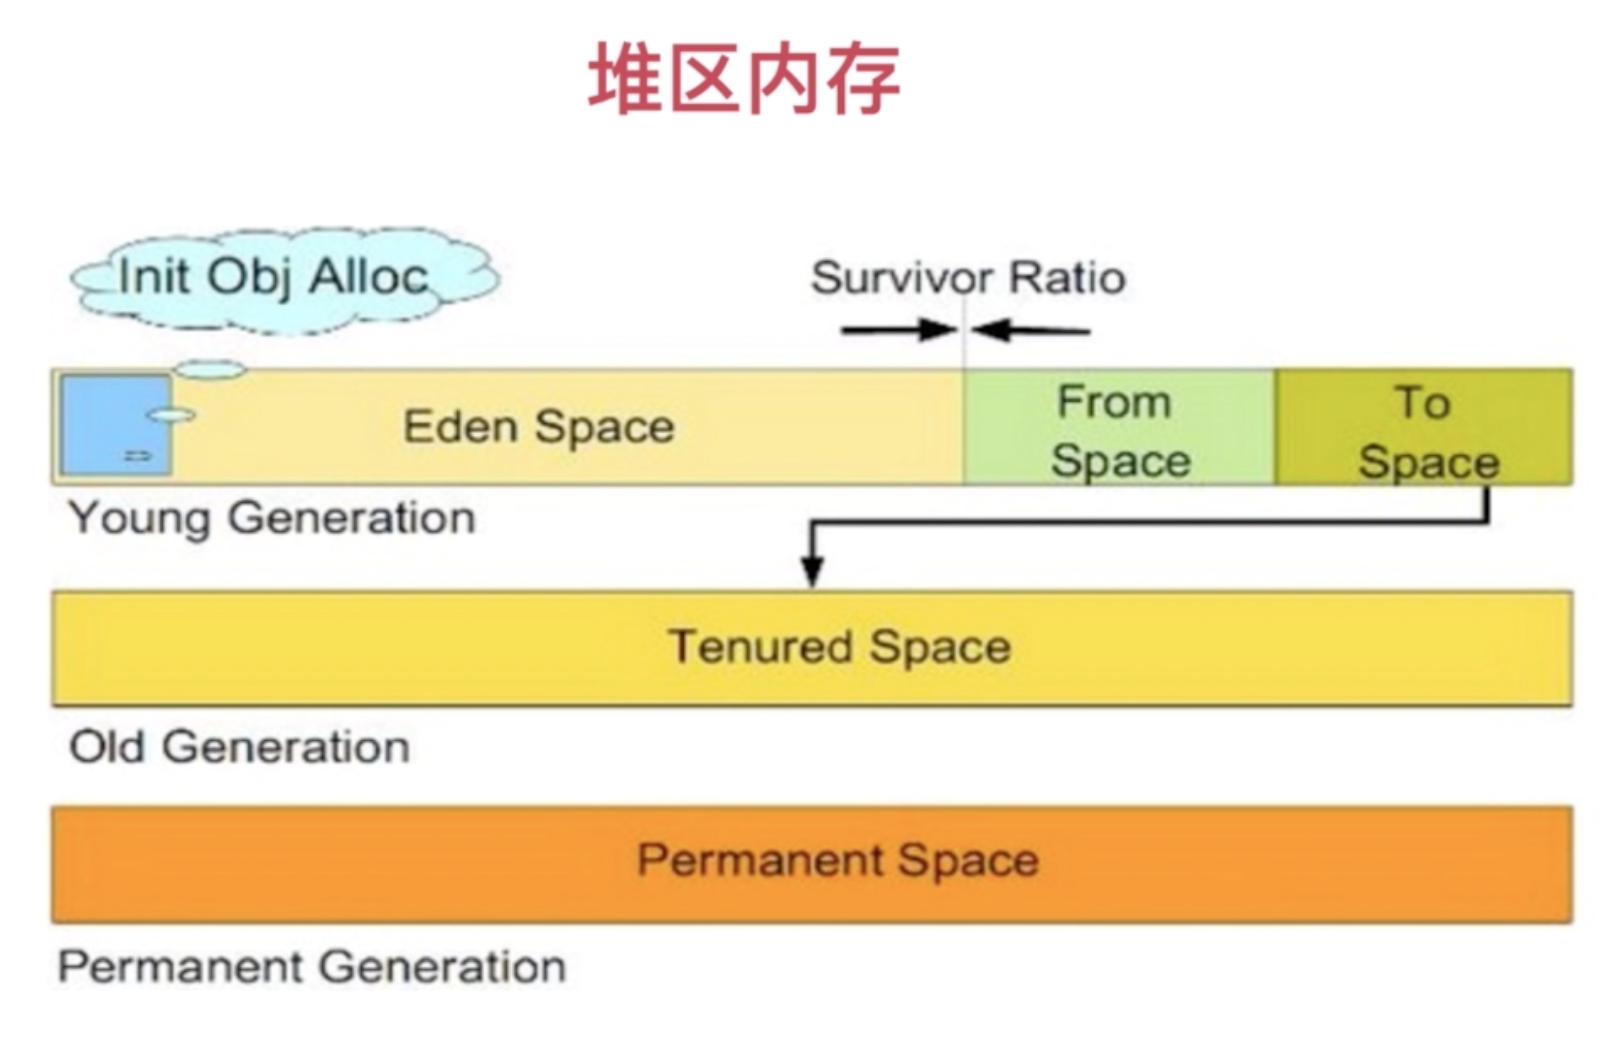 堆区内存
Init Obj Alloc
Survivor Ratio
Eden Space
From
Space
To
Space
Young Generation
Tenured Space
Old Generation
Permanent Space
Permanent Generation